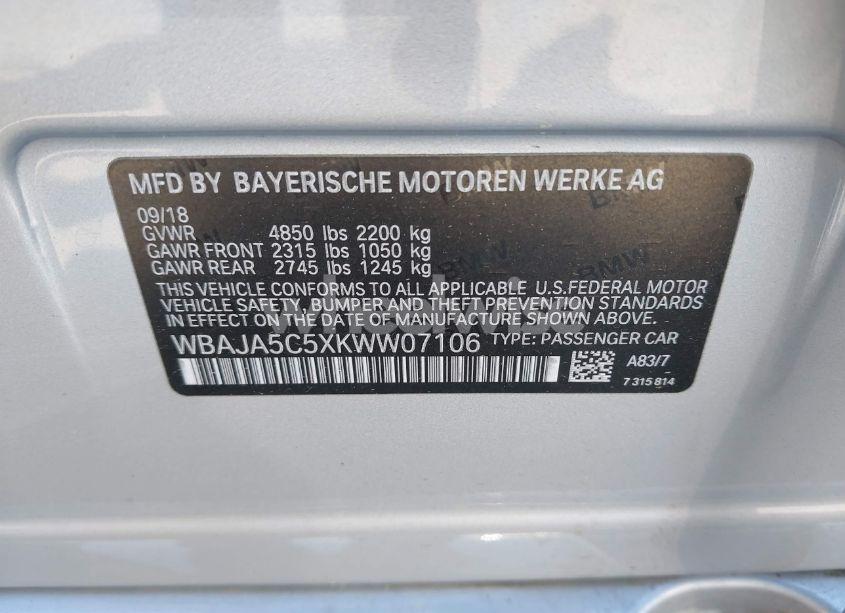 MFD BY BAYERISCHE MOTOREN WERKE AG
09/18
GVWR 4850 lbs 2200 kg
GAWR FRONT 2315 lbs 1050 kg
GAWR REAR 2745 lbs 1245 kg
THIS VEHICLE CONFORMS TO ALL APPLICABLE U.S.FEDERAL MOTOR
VEHICLE SAFETY, BUMPER AND THEFT PREVENTION STANDARDS
IN EFFECT ON THE DATE OF MANUFACTURE SHOWN ABOVE.
WBAJA5C5XKWW07106 TYPE: PASSENGER CAR
A83/7
7 315 814
BMW
BMW
BMW